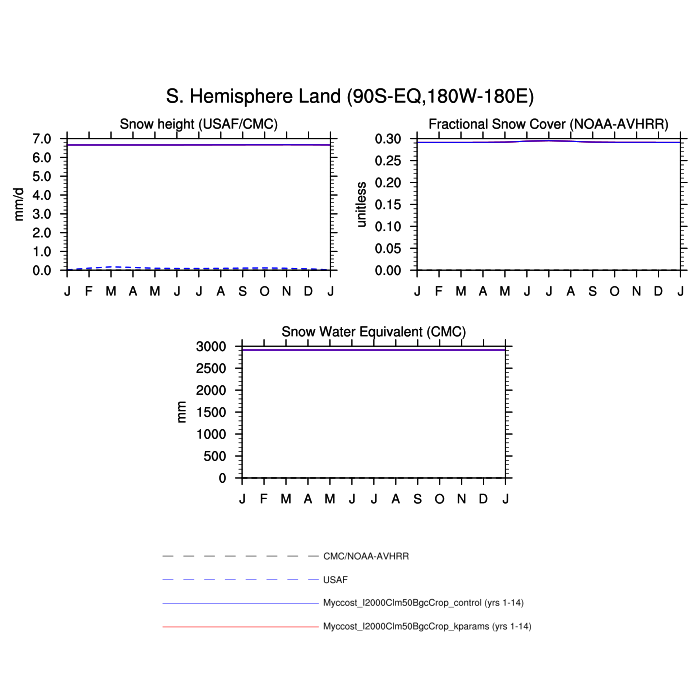 S. Hemisphere Land (90S-EQ,180W-180E)
Snow height (USAF/CMC)
7.0
6.0
5.0
4.0
3.0
2.0
1.0
0.0
mm/d
J F M A M J J A S O N D J
Fractional Snow Cover (NOAA-AVHRR)
0.30
0.25
0.20
0.15
0.10
0.05
0.00
unitless
J F M A M J J A S O N D J
Snow Water Equivalent (CMC)
3000
2500
2000
1500
1000
500
0
mm
J F M A M J J A S O N D J
CMC/NOAA-AVHRR
USAF
Myccost_I2000Clm50BgcCrop_control (yrs 1-14)
Myccost_I2000Clm50BgcCrop_kparams (yrs 1-14)